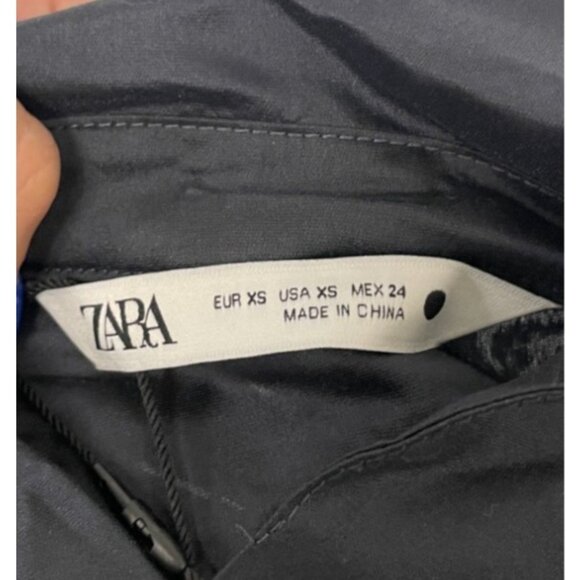 ZARA
EUR XS USA XS MEX 24
MADE IN CHINA